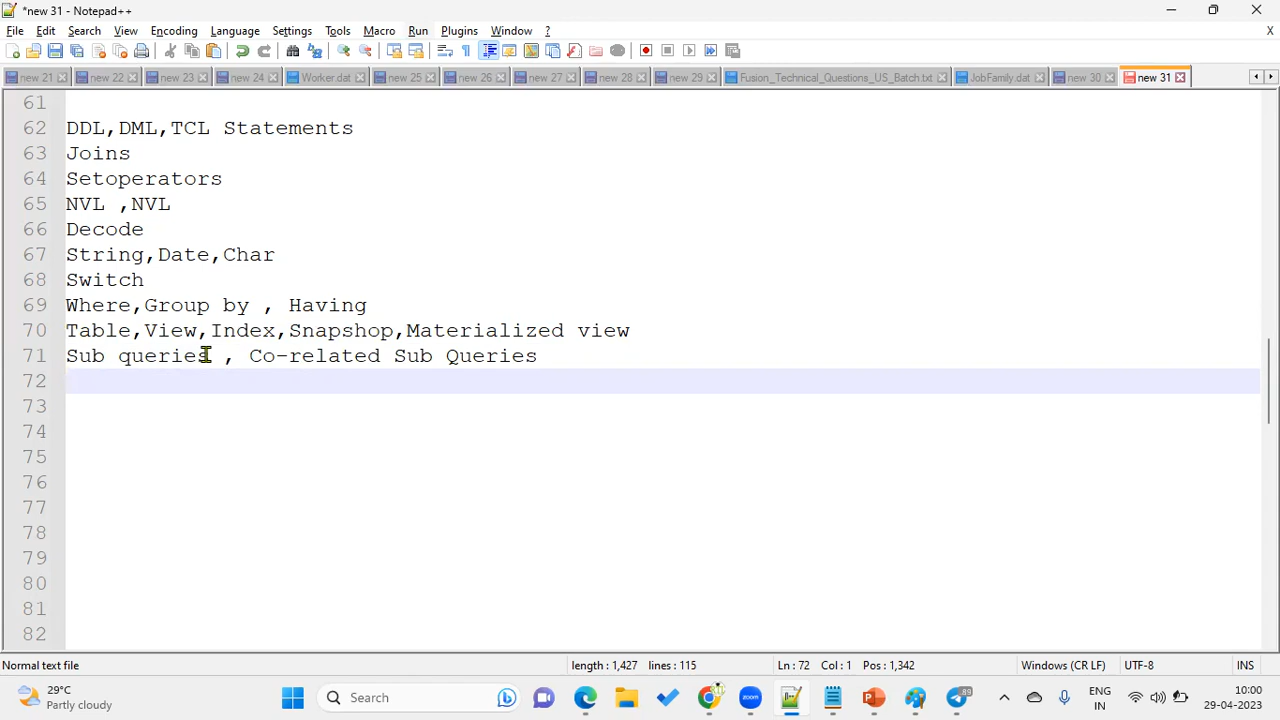 *new 31 - Notepad++
File Edit Search View Encoding Language Settings Tools Macro Run Plugins Window ? X
new 21 new 22 new 23 new 24 Worker.dat new 25 new 26 new 27 new 28 new 29 Fusion_Technical_Questions_US_Batch.txt JobFamily.dat new 30 new 31
61
62 DDL,DML,TCL Statements
63 Joins
64 Setoperators
65 NVL ,NVL
66 Decode
67 String,Date,Char
68 Switch
69 Where,Group by , Having
70 Table,View,Index,Snapshop,Materialized view
71 Sub queries , Co-related Sub Queries
72
73
74
75
76
77
78
79
80
81
82
Normal text file length : 1,427 lines : 115 Ln : 72 Col : 1 Pos : 1,342 Windows (CR LF) UTF-8 INS
29°C Search zoom 89 ENG 10:00
Partly cloudy IN 29-04-2023